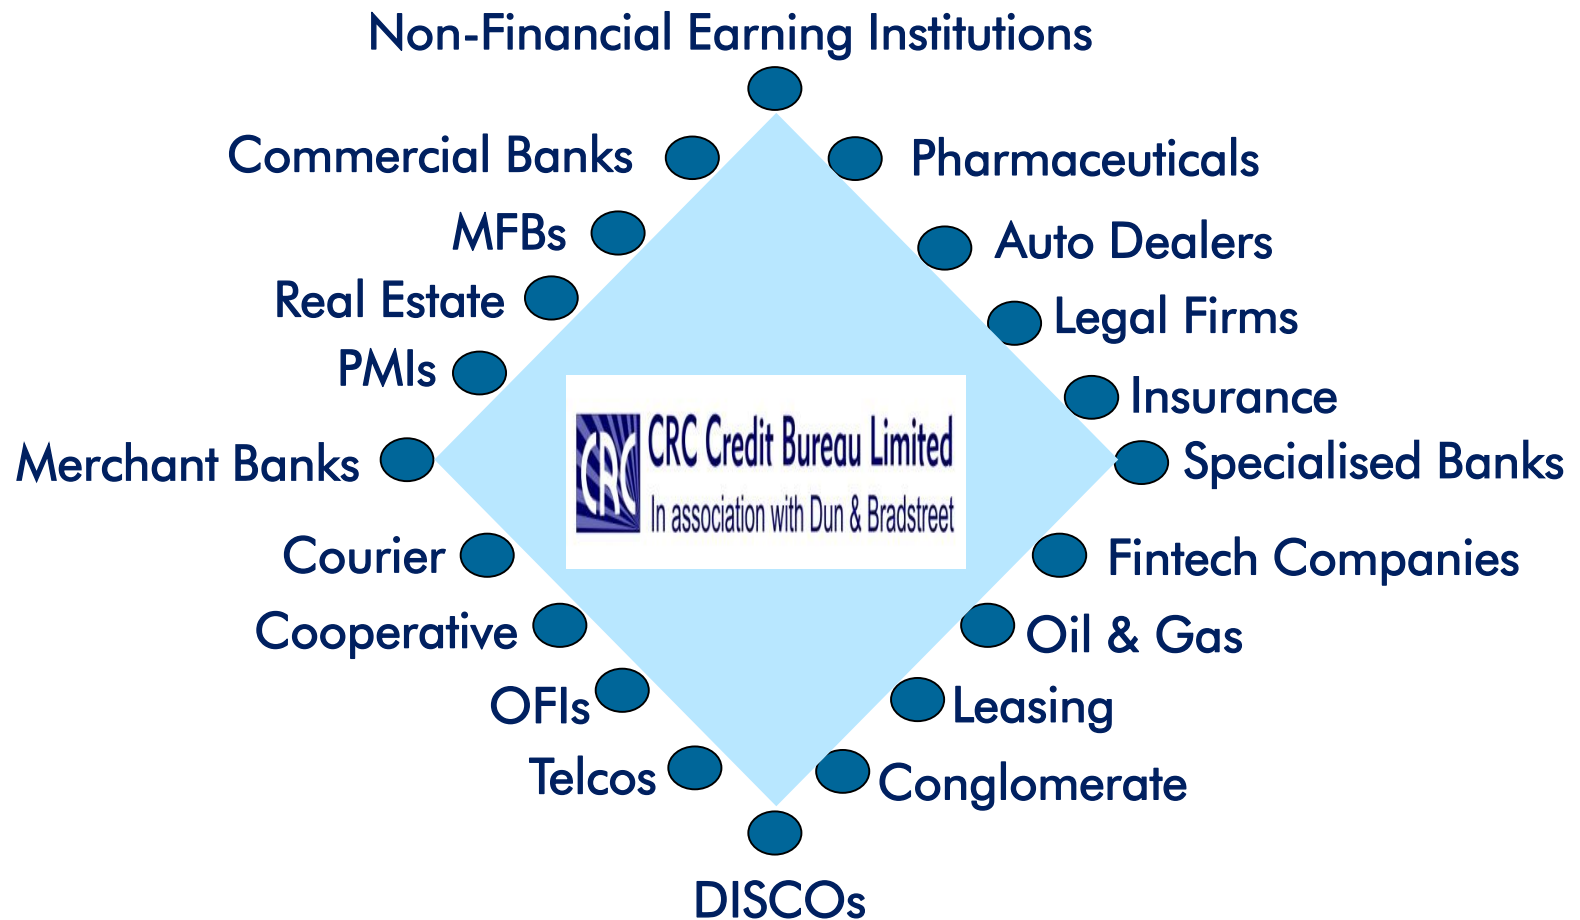 Non-Financial Earning Institutions
Commercial Banks
Pharmaceuticals
MFBs
Auto Dealers
Real Estate
Legal Firms
PMIs
Insurance
CRC
CRC Credit Bureau Limited
In association with Dun & Bradstreet
Merchant Banks
Specialised Banks
Courier
Fintech Companies
Cooperative
Oil & Gas
OFIs
Leasing
Telcos
Conglomerate
DISCOs